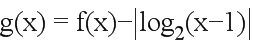 g(x) = f(x)−|log₂(x−1)|